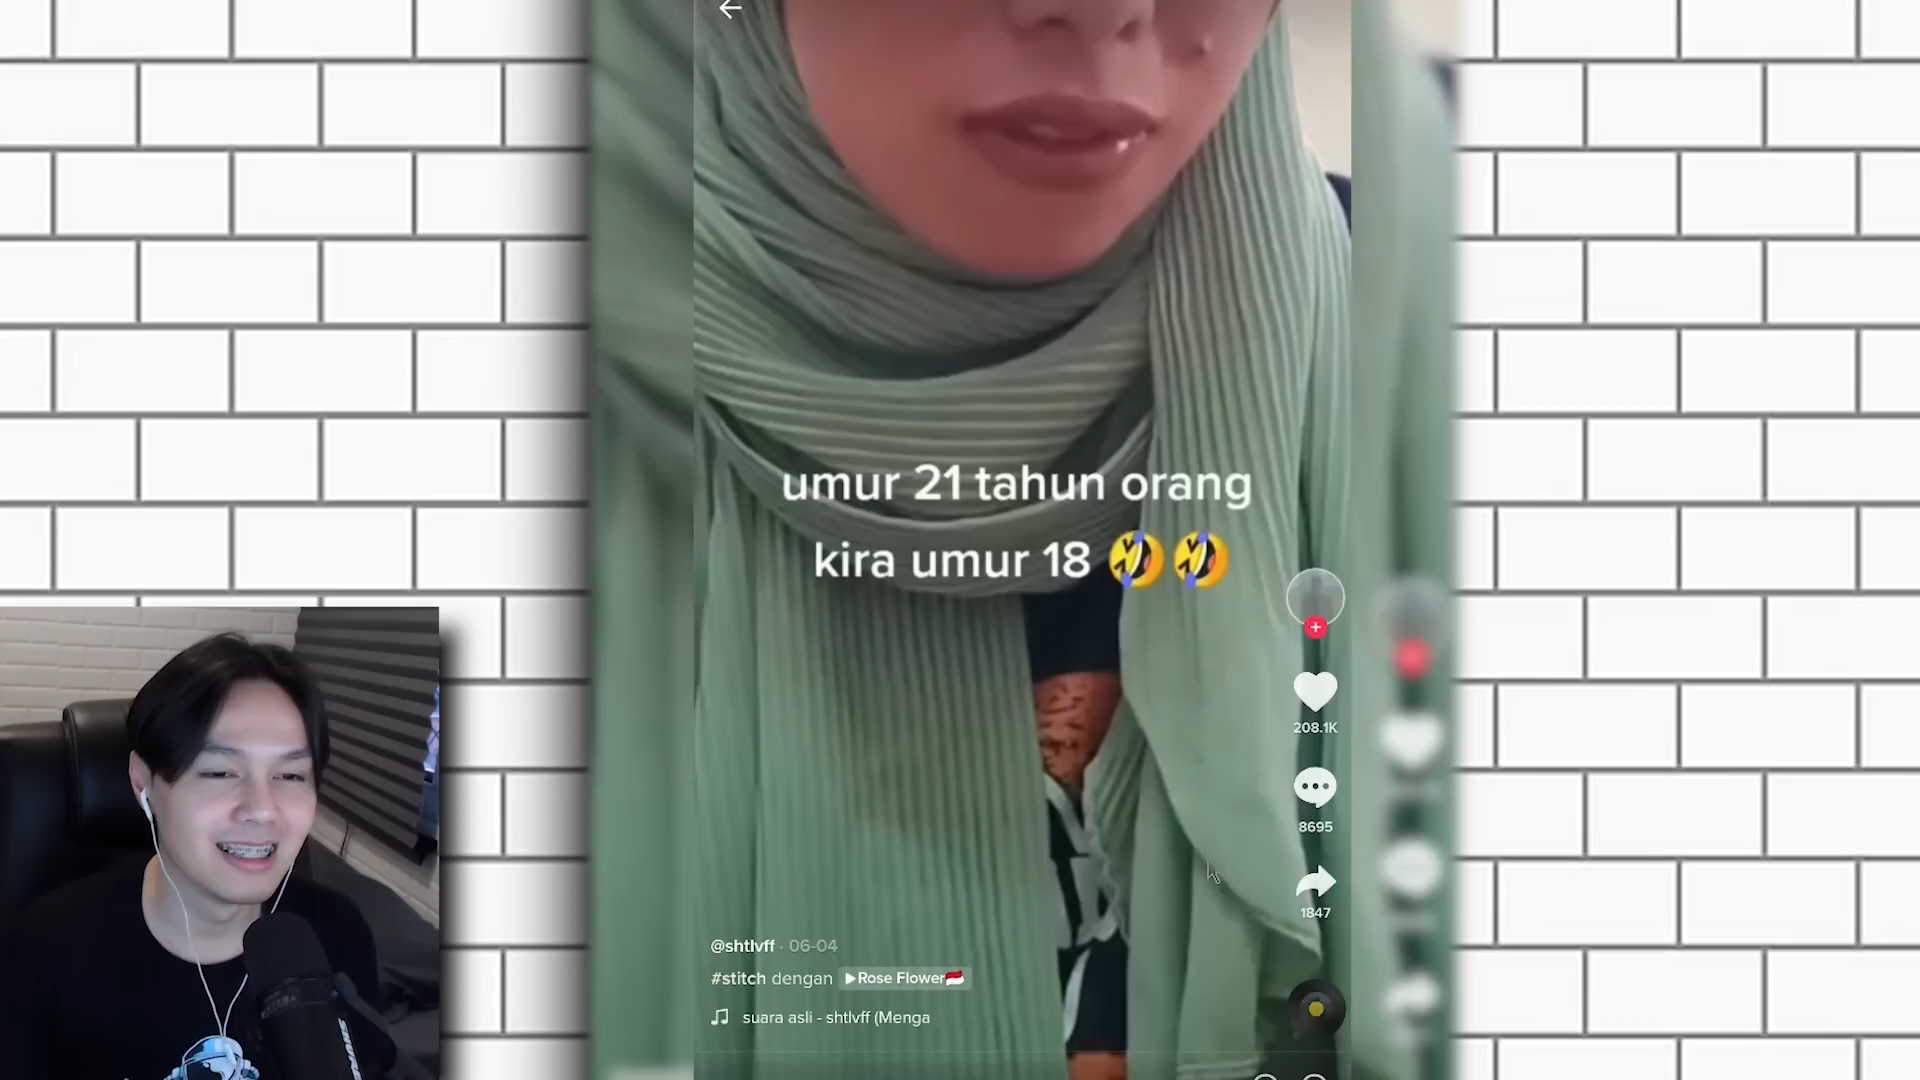 umur 21 tahun orang
kira umur 18 🤣🤣
208.1K
8695
1847
@shtlvff · 06-04
#stitch dengan ▶Rose Flower🇮🇩
suara asli - shtlvff (Menga